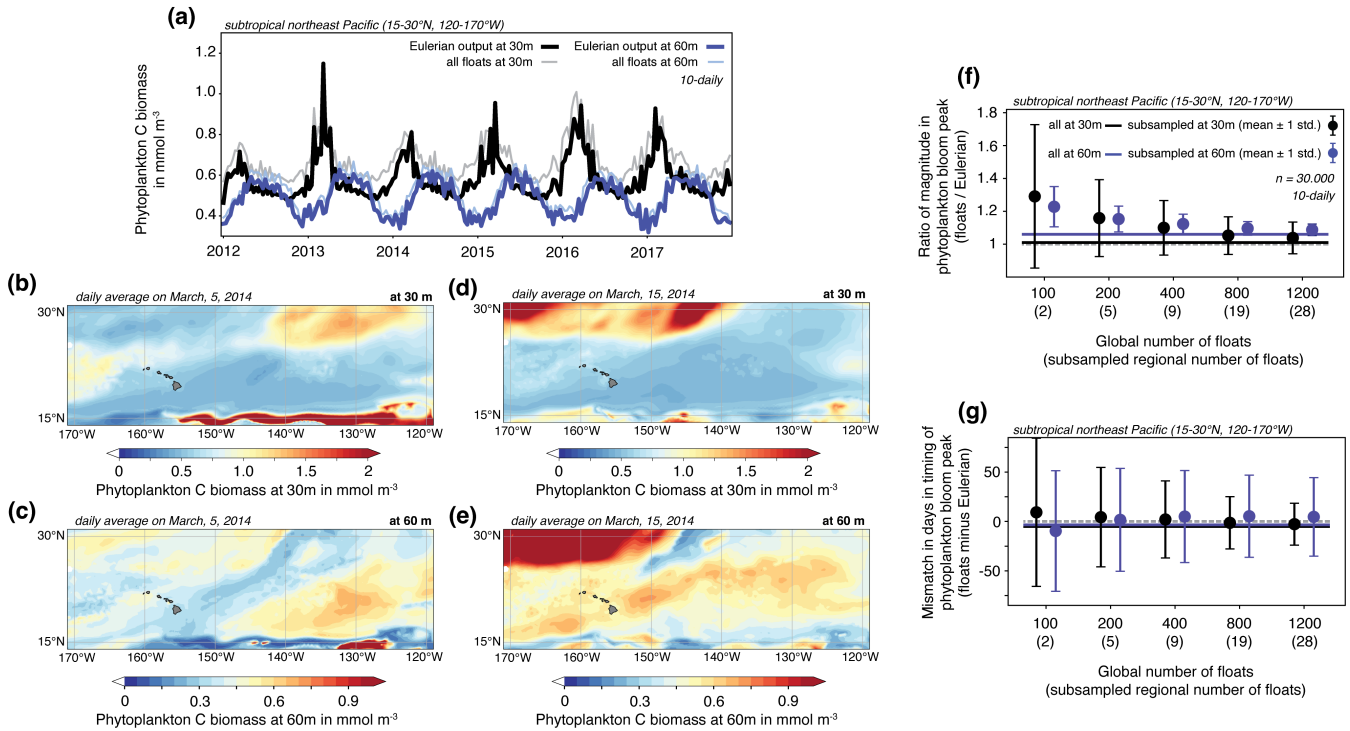 (a)
subtropical northeast Pacific (15-30°N, 120-170°W)
Eulerian output at 30m
Eulerian output at 60m
all floats at 30m
all floats at 60m
10-daily
Phytoplankton C biomass
in mmol m-3
1.2
1.0
0.8
0.6
0.4
2012 2013 2014 2015 2016 2017
(b)
daily average on March, 5, 2014
at 30 m
30°N
15°N
170°W 160°W 150°W 140°W 130°W 120°W
0 0.5 1.0 1.5 2
Phytoplankton C biomass at 30m in mmol m-3
(d)
daily average on March, 15, 2014
at 30 m
30°N
15°N
170°W 160°W 150°W 140°W 130°W 120°W
0 0.5 1.0 1.5 2
Phytoplankton C biomass at 30m in mmol m-3
(c)
daily average on March, 5, 2014
at 60 m
30°N
15°N
170°W 160°W 150°W 140°W 130°W 120°W
0 0.3 0.6 0.9
Phytoplankton C biomass at 60m in mmol m-3
(e)
daily average on March, 15, 2014
at 60 m
30°N
15°N
170°W 160°W 150°W 140°W 130°W 120°W
0 0.3 0.6 0.9
Phytoplankton C biomass at 60m in mmol m-3
(f)
subtropical northeast Pacific (15-30°N, 120-170°W)
all at 30m
subsampled at 30m (mean ± 1 std.)
all at 60m
subsampled at 60m (mean ± 1 std.)
n = 30.000
10-daily
Ratio of magnitude in
phytoplankton bloom peak
(floats / Eulerian)
1.8
1.6
1.4
1.2
1
100 200 400 800 1200
(2) (5) (9) (19) (28)
Global number of floats
(subsampled regional number of floats)
(g)
subtropical northeast Pacific (15-30°N, 120-170°W)
Mismatch in days in timing of
phytoplankton bloom peak
(floats minus Eulerian)
50
0
-50
100 200 400 800 1200
(2) (5) (9) (19) (28)
Global number of floats
(subsampled regional number of floats)